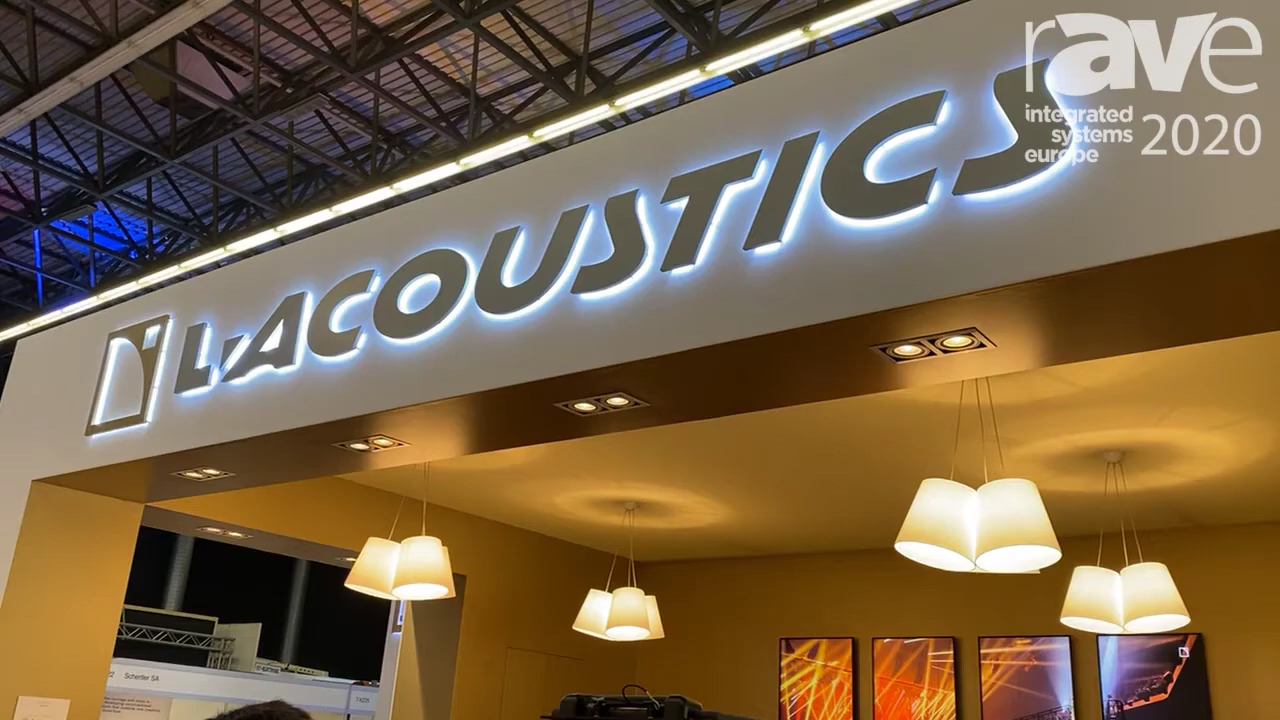 rAVe
integrated
systems
europe
2020
L-ACOUSTICS
Schertler SA